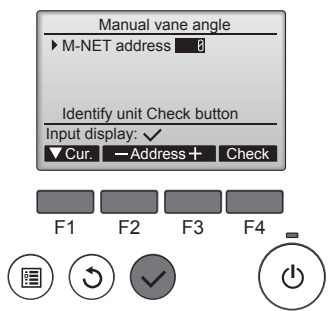 Manual vane angle
▶ M-NET address 0
Identify unit Check button
Input display: ✓
▼ Cur. − Address + Check
F1 F2 F3 F4